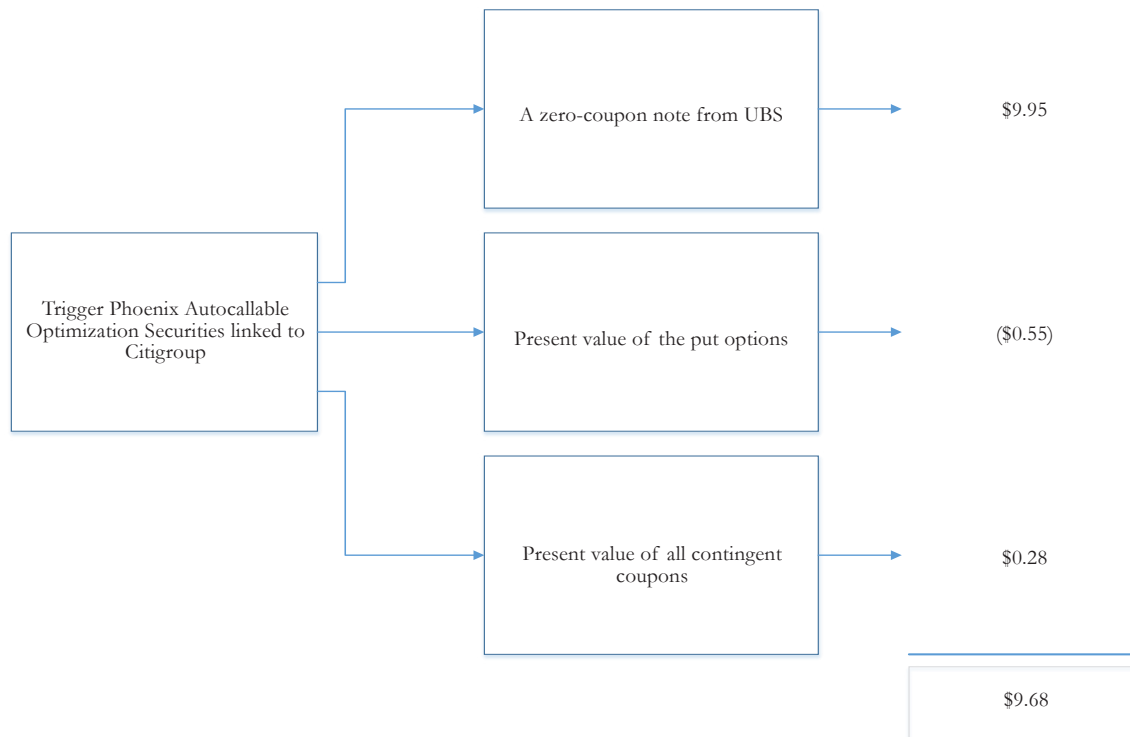 A zero-coupon note from UBS
$9.95
Trigger Phoenix Autocallable
Optimization Securities linked to
Citigroup
Present value of the put options
($0.55)
Present value of all contingent
coupons
$0.28
$9.68